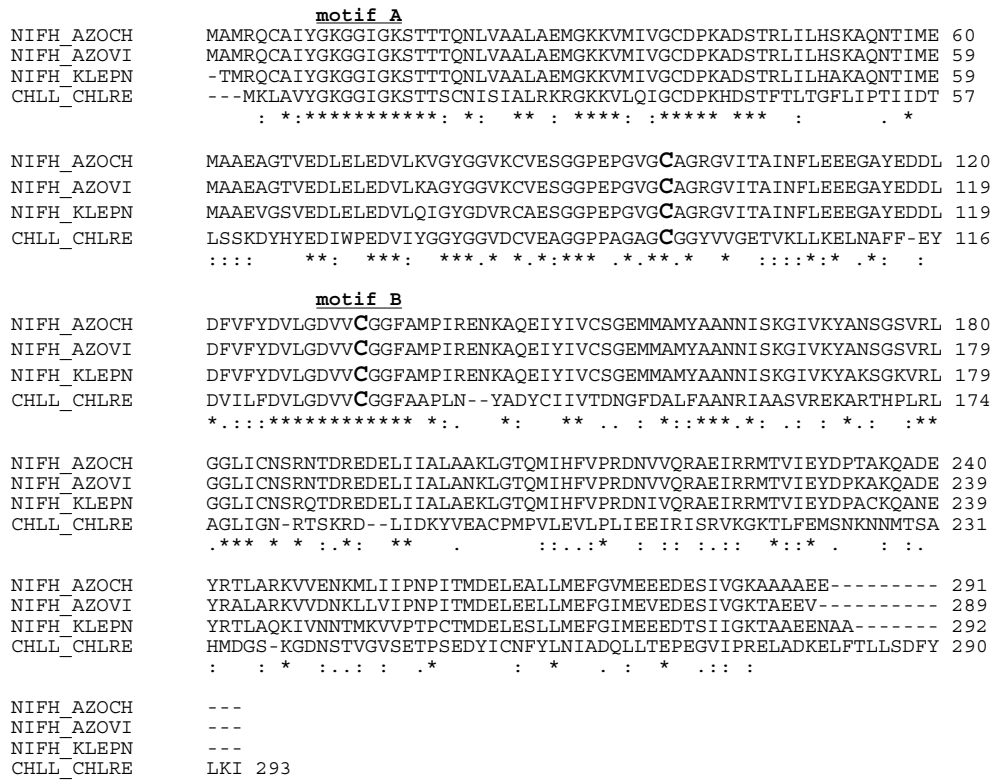 motif A
NIFH_AZOCH MAMRQCAIYGKGGIGKSTTTQNLVAALAEMGKKVMIVGCDPKADSTRLILHSKAQNTIME 60
NIFH_AZOVI MAMRQCAIYGKGGIGKSTTTQNLVAALAEMGKKVMIVGCDPKADSTRLILHSKAQNTIME 59
NIFH_KLEPN -TMRQCAIYGKGGIGKSTTTQNLVAALAEMGKKVMIVGCDPKADSTRLILHAKAQNTIME 59
CHLL_CHLRE ---MKLAVYGKGGIGKSTTSCNISIALRKRGKKVLQIGCDPKHDSTFTLTGFLIPTIIDT 57
: *:*********** *: ** : ****: :***** *** : . *
NIFH_AZOCH MAAEAGTVEDLELEDVLKVGYGGVKCVESGGPEPGVGCAGRGVITAINFLEEEGAYEDDL 120
NIFH_AZOVI MAAEAGTVEDLELEDVLKAGYGGVKCVESGGPEPGVGCAGRGVITAINFLEEEGAYEDDL 119
NIFH_KLEPN MAAEVGSVEDLELEDVLQIGYGDVRCAESGGPEPGVGCAGRGVITAINFLEEEGAYEDDL 119
CHLL_CHLRE LSSKDYHYEDIWPEDVIYGGYGGVDCVEAGGPPAGAGCGGYVVGETVKLLKELNAFF-EY 116
:::: **: ***: ***.* *.*:*** .*.**.* * ::::*:* .*: :
motif B
NIFH_AZOCH DFVFYDVLGDVVCGGFAMPIRENKAQEIYIVCSGEMMAMYAANNISKGIVKYANSGSVRL 180
NIFH_AZOVI DFVFYDVLGDVVCGGFAMPIRENKAQEIYIVCSGEMMAMYAANNISKGIVKYANSGSVRL 179
NIFH_KLEPN DFVFYDVLGDVVCGGFAMPIRENKAQEIYIVCSGEMMAMYAANNISKGIVKYAKSGKVRL 179
CHLL_CHLRE DVILFDVLGDVVCGGFAAPLN--YADYCIIVTDNGFDALFAANRIAASVREKARTHPLRL 174
*.:::************ *:. *: ** .. : *::***.*: .: : *.: :**
NIFH_AZOCH GGLICNSRNTDREDELIIALAAKLGTQMIHFVPRDNVVQRAEIRRMTVIEYDPTAKQADE 240
NIFH_AZOVI GGLICNSRNTDREDELIIALANKLGTQMIHFVPRDNVVQRAEIRRMTVIEYDPKAKQADE 239
NIFH_KLEPN GGLICNSRQTDREDELIIALAEKLGTQMIHFVPRDNIVQRAEIRRMTVIEYDPACKQANE 239
CHLL_CHLRE AGLIGN-RTSKRD--LIDKYVEACPMPVLEVLPLIEEIRISRVKGKTLFEMSNKNNMTSA 231
.*** * * :.*: ** . ::..:* : :: :.:: *::* . : :.
NIFH_AZOCH YRTLARKVVENKMLIIPNPITMDELEALLMEFGVMEEEDESIVGKAAAAEE--------- 291
NIFH_AZOVI YRALARKVVDNKLLVIPNPITMDELEELLMEFGIMEVEDESIVGKTAEEV---------- 289
NIFH_KLEPN YRTLAQKIVNNTMKVVPTPCTMDELESLLMEFGIMEEEDTSIIGKTAAEENAA------- 292
CHLL_CHLRE HMDGS-KGDNSTVGVSETPSEDYICNFYLNIADQLLTEPEGVIPRELADKELFTLLSDFY 290
: : * :..: : .* : * . : * .:: :
NIFH_AZOCH ---
NIFH_AZOVI ---
NIFH_KLEPN ---
CHLL_CHLRE LKI 293